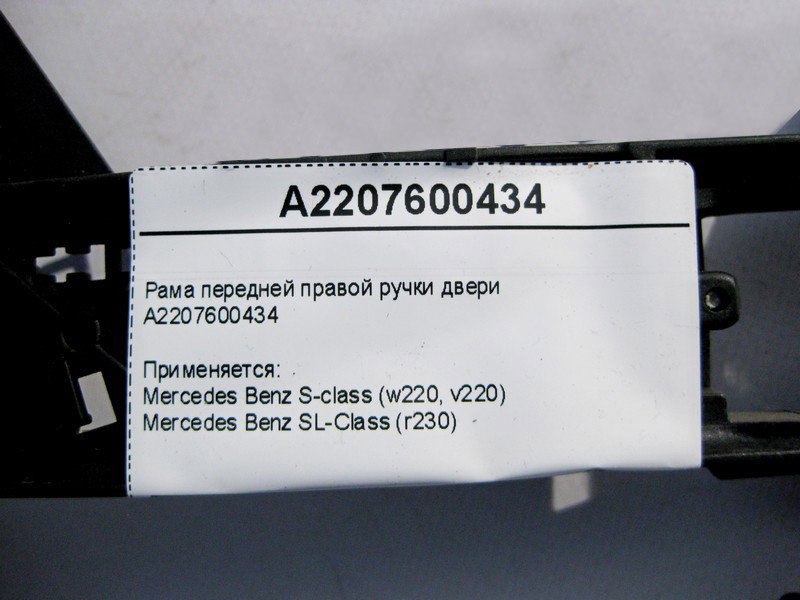 A2207600434
Рама передней правой ручки двери
A2207600434
Применяется:
Mercedes Benz S-class (w220, v220)
Mercedes Benz SL-Class (r230)